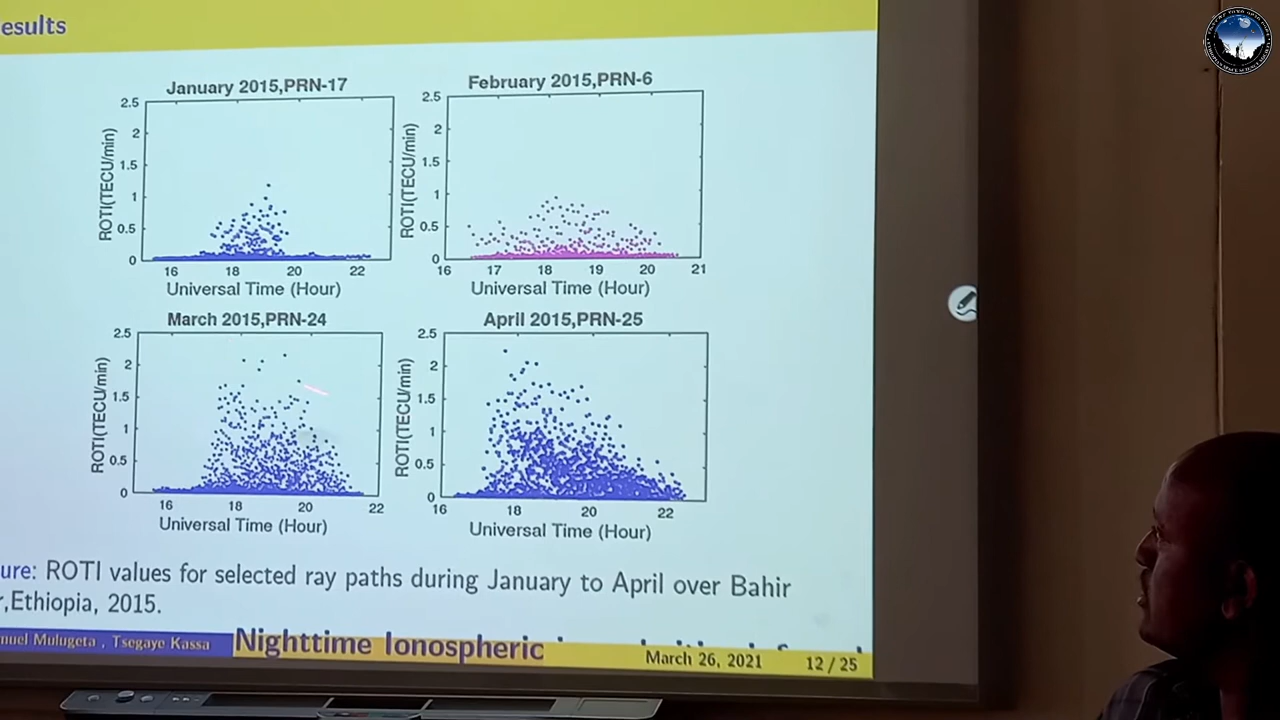 esults
January 2015,PRN-17
ROTI(TECU/min)
2.5
2
1.5
1
0.5
0
16 18 20 22
Universal Time (Hour)
February 2015,PRN-6
ROTI(TECU/min)
2.5
2
1.5
1
0.5
0
16 17 18 19 20 21
Universal Time (Hour)
March 2015,PRN-24
ROTI(TECU/min)
2.5
2
1.5
1
0.5
0
16 18 20 22
Universal Time (Hour)
April 2015,PRN-25
ROTI(TECU/min)
2.5
2
1.5
1
0.5
0
16 18 20 22
Universal Time (Hour)
ure: ROTI values for selected ray paths during January to April over Bahir
r,Ethiopia, 2015.
nuel Mulugeta , Tsegaye Kassa
Nighttime Ionospheric
March 26, 2021
12 / 25